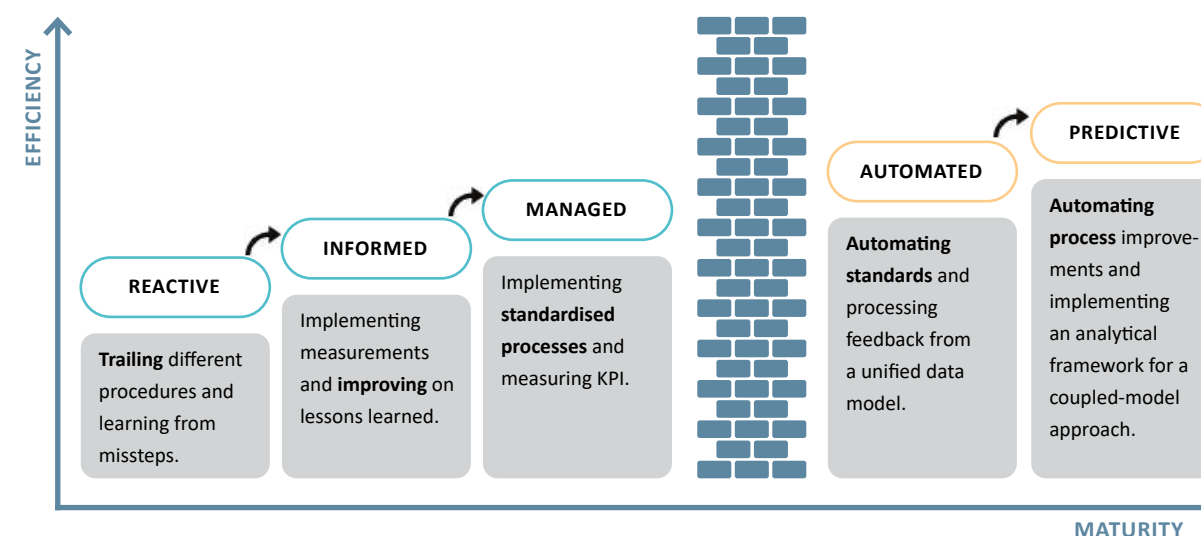 EFFICIENCY
REACTIVE
Trailing different
procedures and
learning from
missteps.
INFORMED
Implementing
measurements
and improving on
lessons learned.
MANAGED
Implementing
standardised
processes and
measuring KPI.
AUTOMATED
Automating
standards and
processing
feedback from
a unified data
model.
PREDICTIVE
Automating
process improve-
ments and
implementing
an analytical
framework for a
coupled-model
approach.
MATURITY